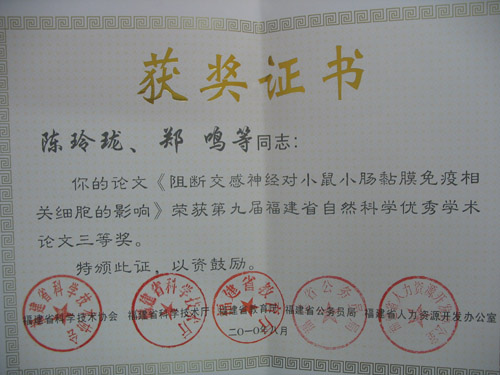 获奖证书
陈玲珑、郑 鸣等同志：
你的论文《阻断交感神经对小鼠小肠黏膜免疫相
关细胞的影响》荣获第九届福建省自然科学优秀学术
论文三等奖。
特颁此证，以资鼓励。
福建省科学技术协会 福建省科学技术厅 福建省教育厅 福建省公务员局 福建省人力资源开发办公室
二〇一〇年八月